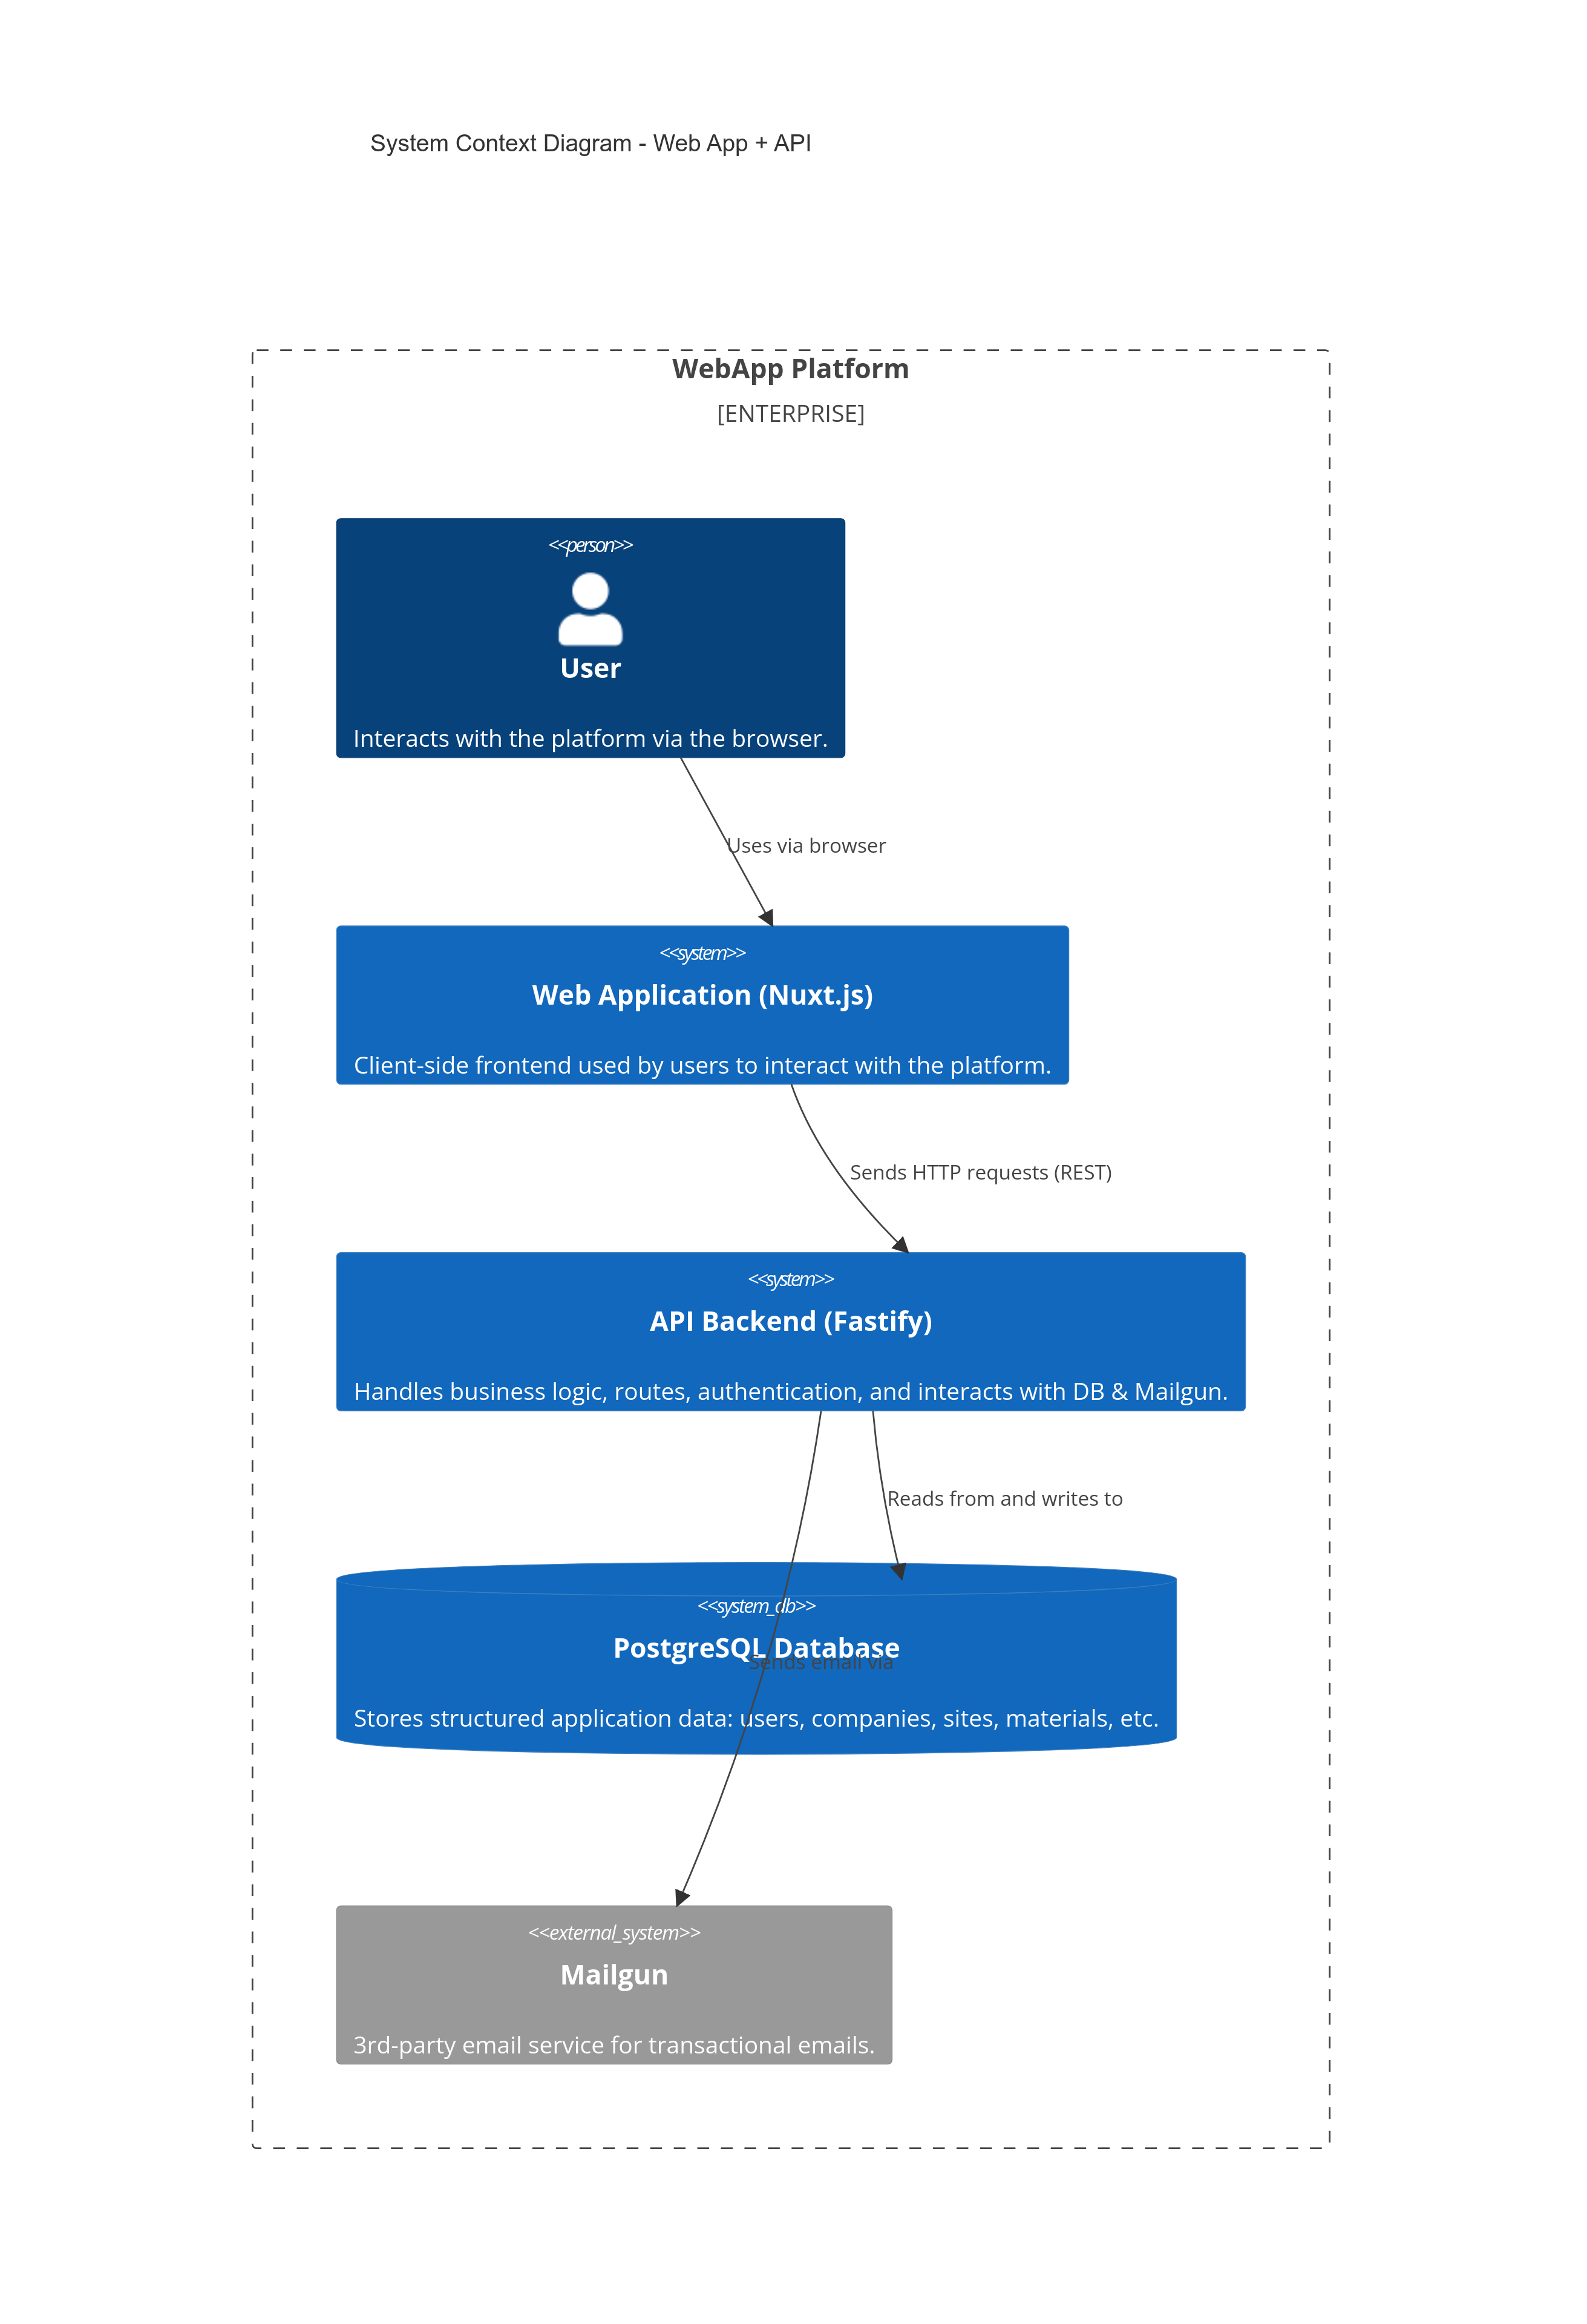 System Context Diagram - Web App + API
WebApp Platform
[ENTERPRISE]
<<person>>
User
Interacts with the platform via the browser.
Uses via browser
<<system>>
Web Application (Nuxt.js)
Client-side frontend used by users to interact with the platform.
Sends HTTP requests (REST)
<<system>>
API Backend (Fastify)
Handles business logic, routes, authentication, and interacts with DB & Mailgun.
Reads from and writes to
<<system_db>>
PostgreSQL Database
Sends email via
Stores structured application data: users, companies, sites, materials, etc.
<<external_system>>
Mailgun
3rd-party email service for transactional emails.